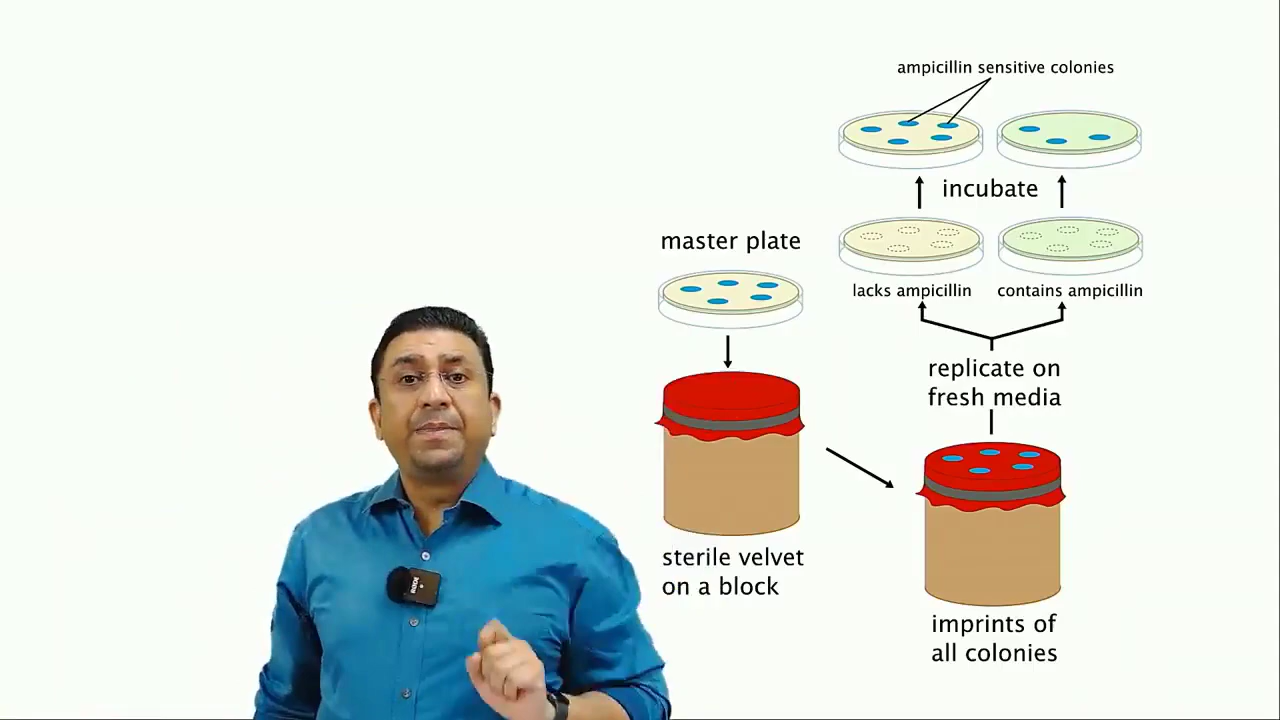 ampicillin sensitive colonies
incubate
master plate
lacks ampicillin
contains ampicillin
replicate on
fresh media
sterile velvet
on a block
imprints of
all colonies
RODE